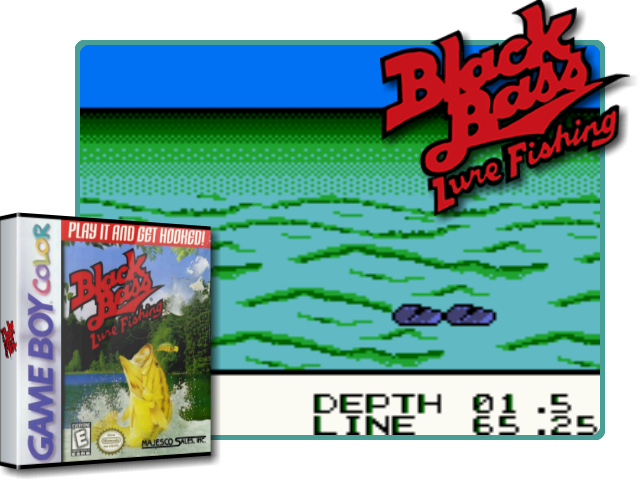 Black
Bass
Lure Fishing
PLAY IT AND GET HOOKED!
Black
Bass
Lure Fishing
GAME BOY COLOR
E
MAJESCO SALES, INC.
DEPTH 01.5
LINE 65.25